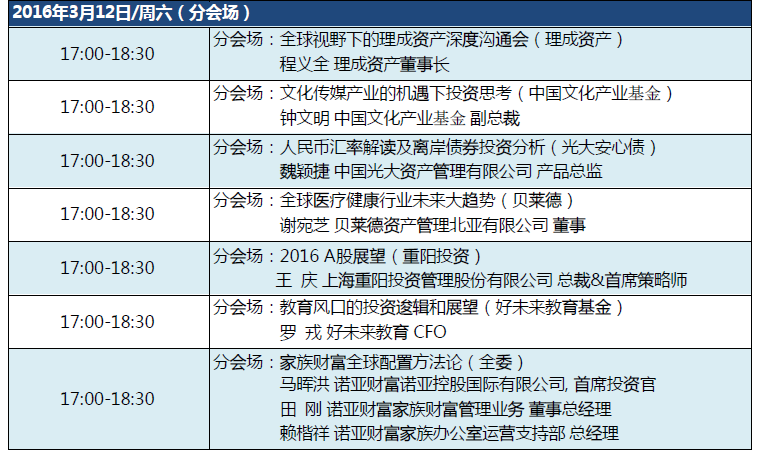 2016年3月12日/周六（分会场）
17:00-18:30
分会场：全球视野下的理成资产深度沟通会（理成资产）
程义全 理成资产董事长
17:00-18:30
分会场：文化传媒产业的机遇下投资思考（中国文化产业基金）
钟文明 中国文化产业基金 副总裁
17:00-18:30
分会场：人民币汇率解读及离岸债券投资分析（光大安心债）
魏颖捷 中国光大资产管理有限公司 产品总监
17:00-18:30
分会场：全球医疗健康行业未来大趋势（贝莱德）
谢宛芝 贝莱德资产管理北亚有限公司 董事
17:00-18:30
分会场：2016 A股展望（重阳投资）
王 庆 上海重阳投资管理股份有限公司 总裁&首席策略师
17:00-18:30
分会场：教育风口的投资逻辑和展望（好未来教育基金）
罗 戎 好未来教育 CFO
17:00-18:30
分会场：家族财富全球配置方法论（全委）
马晖洪 诺亚财富诺亚控股国际有限公司, 首席投资官
田 刚 诺亚财富家族财富管理业务 董事总经理
赖楷祥 诺亚财富家族办公室运营支持部 总经理